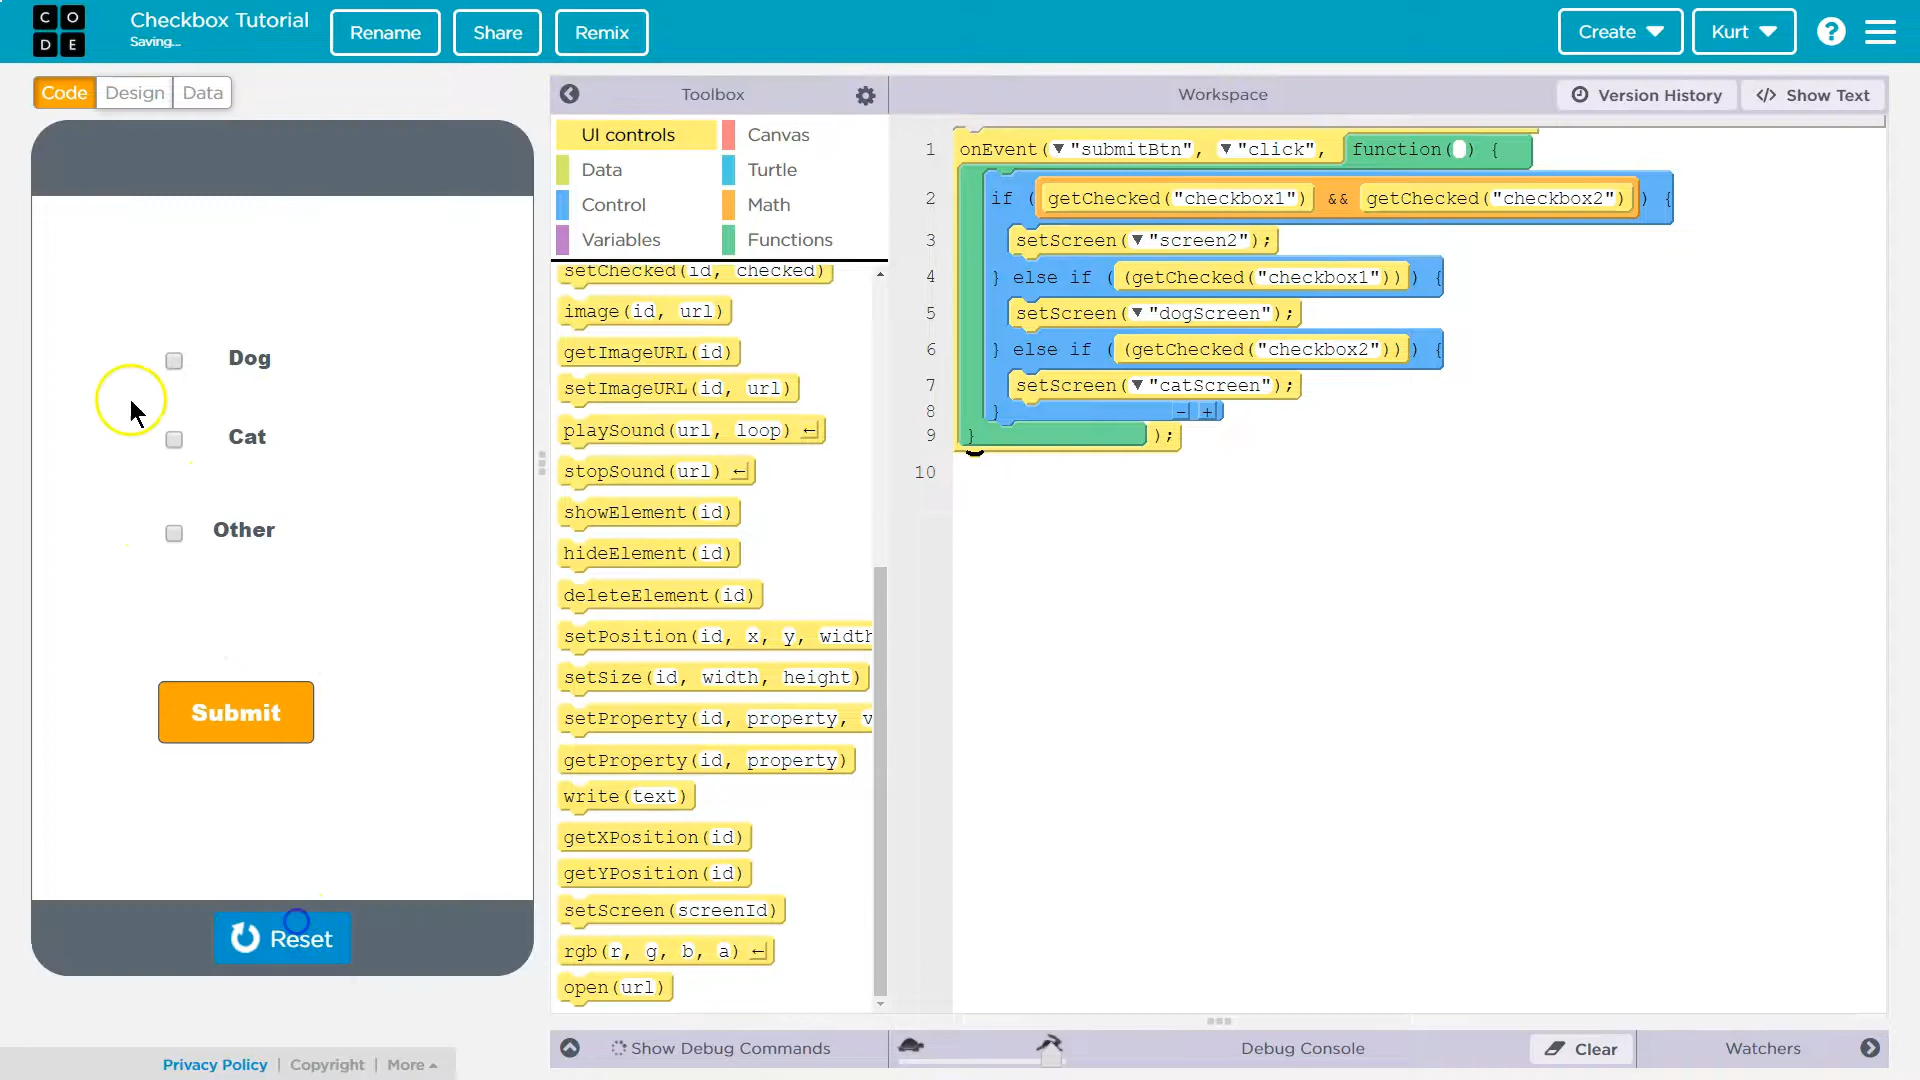 CODE
Checkbox Tutorial
Saving...
Rename
Share
Remix
Create
Kurt
?
Code
Design
Data
Toolbox
Workspace
Version History
</> Show Text
UI controls
Canvas
Data
Turtle
Control
Math
Variables
Functions
setChecked(id, checked)
image(id, url)
getImageURL(id)
setImageURL(id, url)
playSound(url, loop)
stopSound(url)
showElement(id)
hideElement(id)
deleteElement(id)
setPosition(id, x, y, width
setSize(id, width, height)
setProperty(id, property, v
getProperty(id, property)
write(text)
getXPosition(id)
getYPosition(id)
setScreen(screenId)
rgb(r, g, b, a)
open(url)
1 onEvent(▼"submitBtn", ▼"click", function( ) {
2 if (getChecked("checkbox1") && getChecked("checkbox2")) {
3 setScreen(▼"screen2");
4 } else if ((getChecked("checkbox1"))) {
5 setScreen(▼"dogScreen");
6 } else if ((getChecked("checkbox2"))) {
7 setScreen(▼"catScreen");
8 } - +
9 });
10
Dog
Cat
Other
Submit
Reset
Show Debug Commands
Debug Console
Clear
Watchers
Privacy Policy | Copyright | More